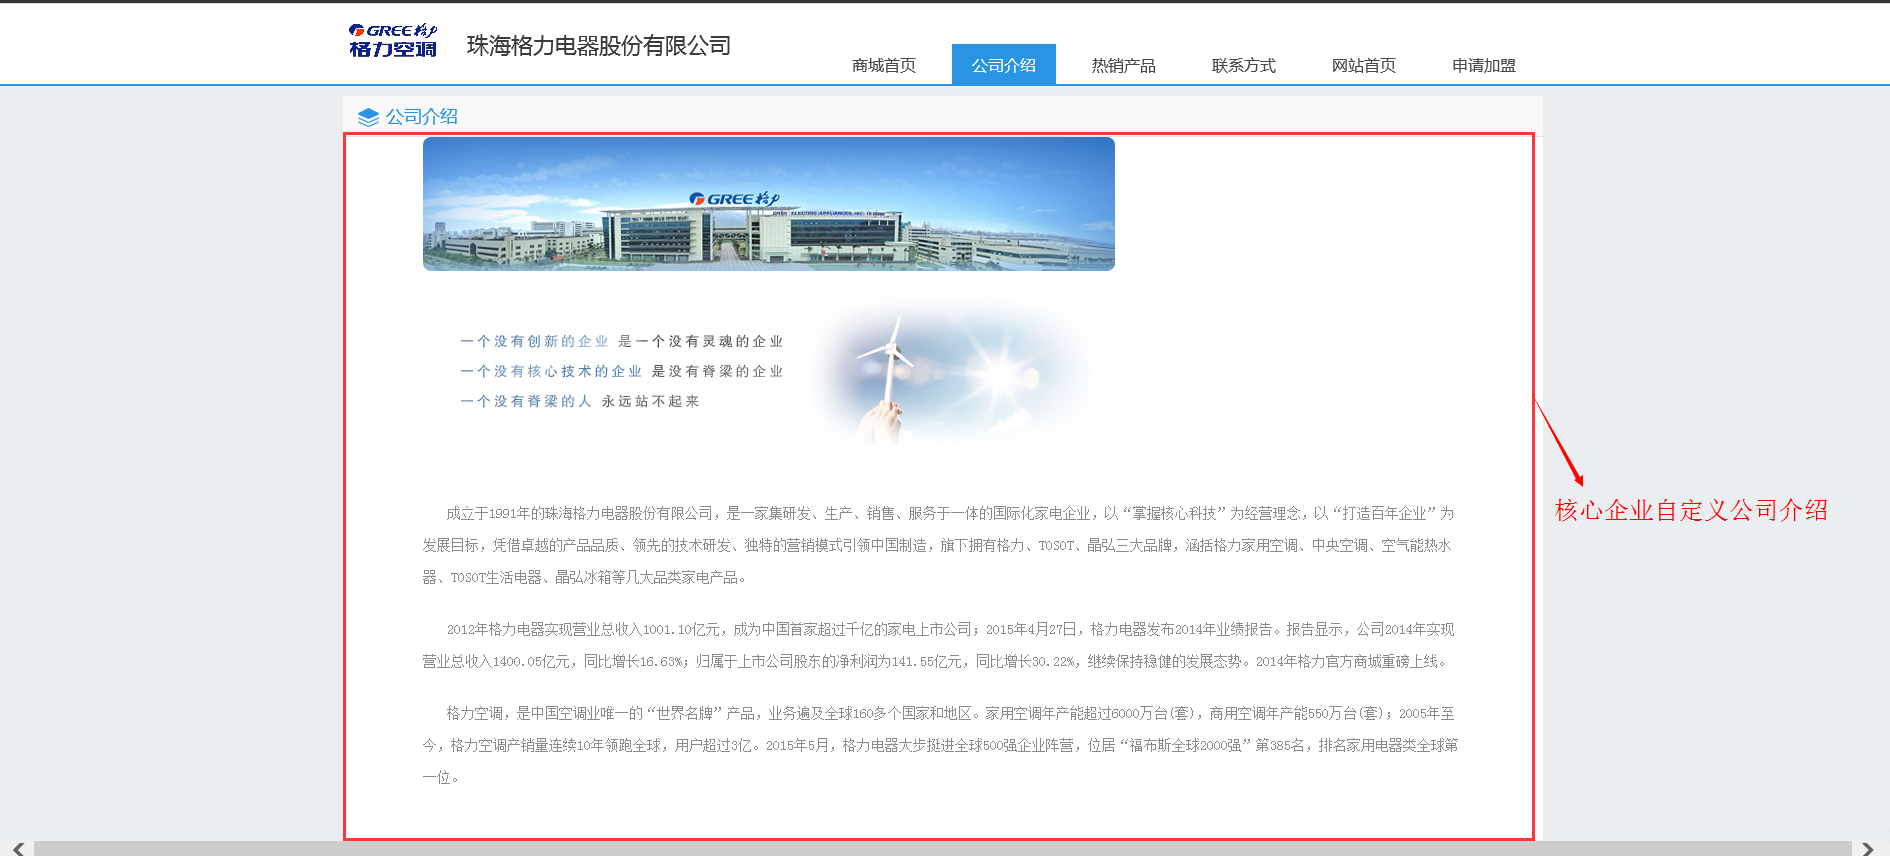 GREE格力
格力空调
珠海格力电器股份有限公司
商城首页 公司介绍 热销产品 联系方式 网站首页 申请加盟
公司介绍
GREE格力
GREE ELECTRIC APPLIANCES, INC.
一个没有创新的企业 是一个没有灵魂的企业
一个没有核心技术的企业 是没有脊梁的企业
一个没有脊梁的人 永远站不起来
核心企业自定义公司介绍
成立于1991年的珠海格力电器股份有限公司，是一家集研发、生产、销售、服务于一体的国际化家电企业，以“掌握核心科技”为经营理念，以“打造百年企业”为
发展目标，凭借卓越的产品品质、领先的技术研发、独特的营销模式引领中国制造，旗下拥有格力、TOSOT、晶弘三大品牌，涵括格力家用空调、中央空调、空气能热水
器、TOSOT生活电器、晶弘冰箱等几大品类家电产品。
2012年格力电器实现营业总收入1001.10亿元，成为中国首家超过千亿的家电上市公司；2015年4月27日，格力电器发布2014年业绩报告。报告显示，公司2014年实现
营业总收入1400.05亿元，同比增长16.63%；归属于上市公司股东的净利润为141.55亿元，同比增长30.22%，继续保持稳健的发展态势。2014年格力官方商城重磅上线。
格力空调，是中国空调业唯一的“世界名牌”产品，业务遍及全球160多个国家和地区。家用空调年产能超过6000万台(套)，商用空调年产能550万台(套)；2005年至
今，格力空调产销量连续10年领跑全球，用户超过3亿。2015年5月，格力电器大步挺进全球500强企业阵营，位居“福布斯全球2000强”第385名，排名家用电器类全球第
一位。